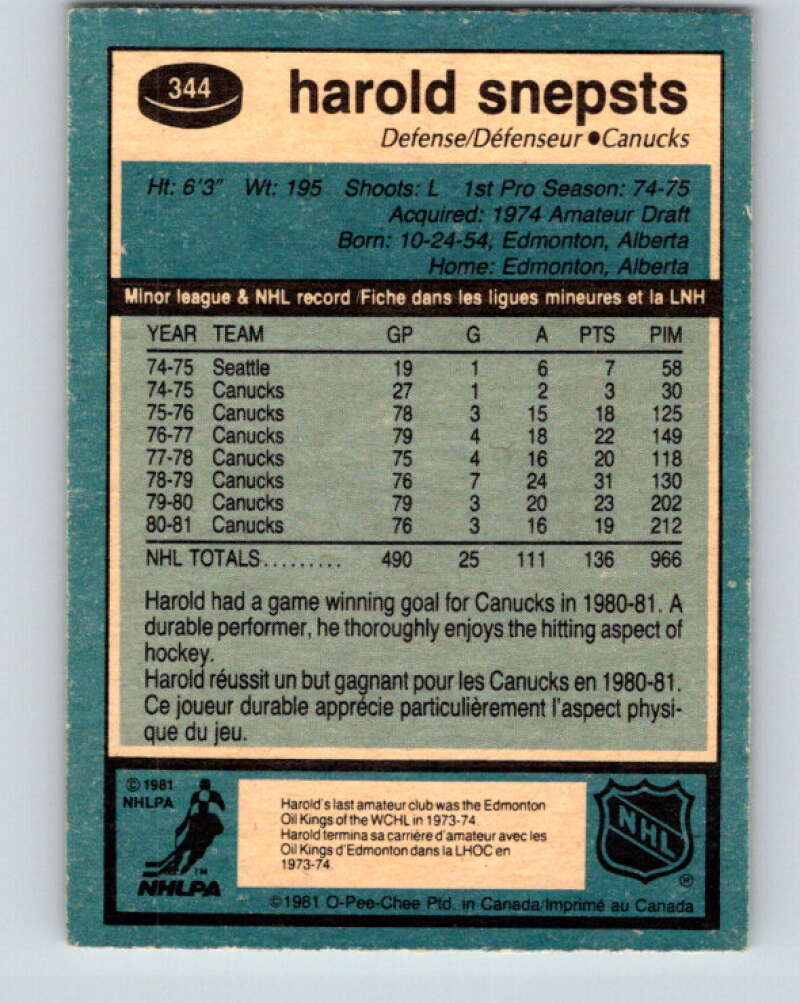 344
harold snepsts
Defense/Défenseur ● Canucks
Ht: 6'3" Wt: 195 Shoots: L 1st Pro Season: 74-75
Acquired: 1974 Amateur Draft
Born: 10-24-54, Edmonton, Alberta
Home: Edmonton, Alberta
Minor league & NHL record/Fiche dans les ligues mineures et la LNH
YEAR TEAM GP G A PTS PIM
74-75 Seattle 19 1 6 7 58
74-75 Canucks 27 1 2 3 30
75-76 Canucks 78 3 15 18 125
76-77 Canucks 79 4 18 22 149
77-78 Canucks 75 4 16 20 118
78-79 Canucks 76 7 24 31 130
79-80 Canucks 79 3 20 23 202
80-81 Canucks 76 3 16 19 212
NHL TOTALS......... 490 25 111 136 966
Harold had a game winning goal for Canucks in 1980-81. A
durable performer, he thoroughly enjoys the hitting aspect of
hockey.
Harold réussit un but gagnant pour les Canucks en 1980-81.
Ce joueur durable apprécie particulièrement l'aspect physi-
que du jeu.
©1981
NHLPA
NHLPA
TM
Harold's last amateur club was the Edmonton
Oil Kings of the WCHL in 1973-74.
Harold termina sa carrière d'amateur avec les
Oil Kings d'Edmonton dans la LHOC en
1973-74.
NHL
®
©1981 O-Pee-Chee Ptd. in Canada/Imprimé au Canada